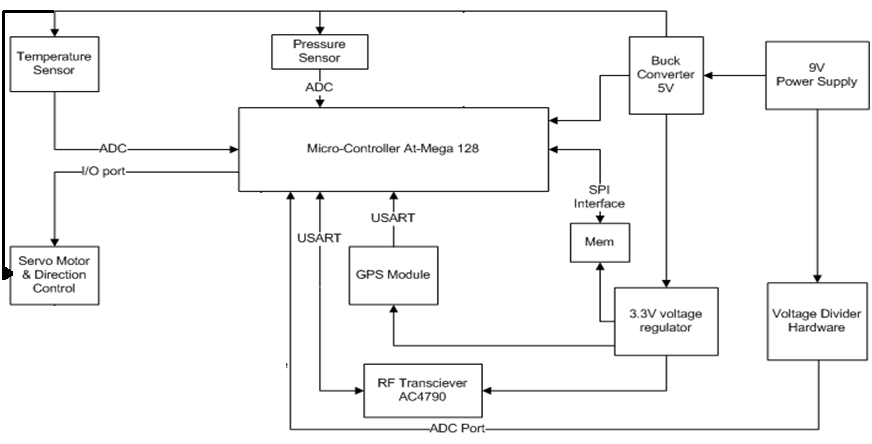 Temperature
Sensor
Pressure
Sensor
Buck
Converter
5V
9V
Power Supply
ADC
Micro-Controller At-Mega 128
ADC
I/O port
SPI
Interface
USART
USART
Mem
Servo Motor
& Direction
Control
GPS Module
3.3V voltage
regulator
Voltage Divider
Hardware
RF Transciever
AC4790
ADC Port